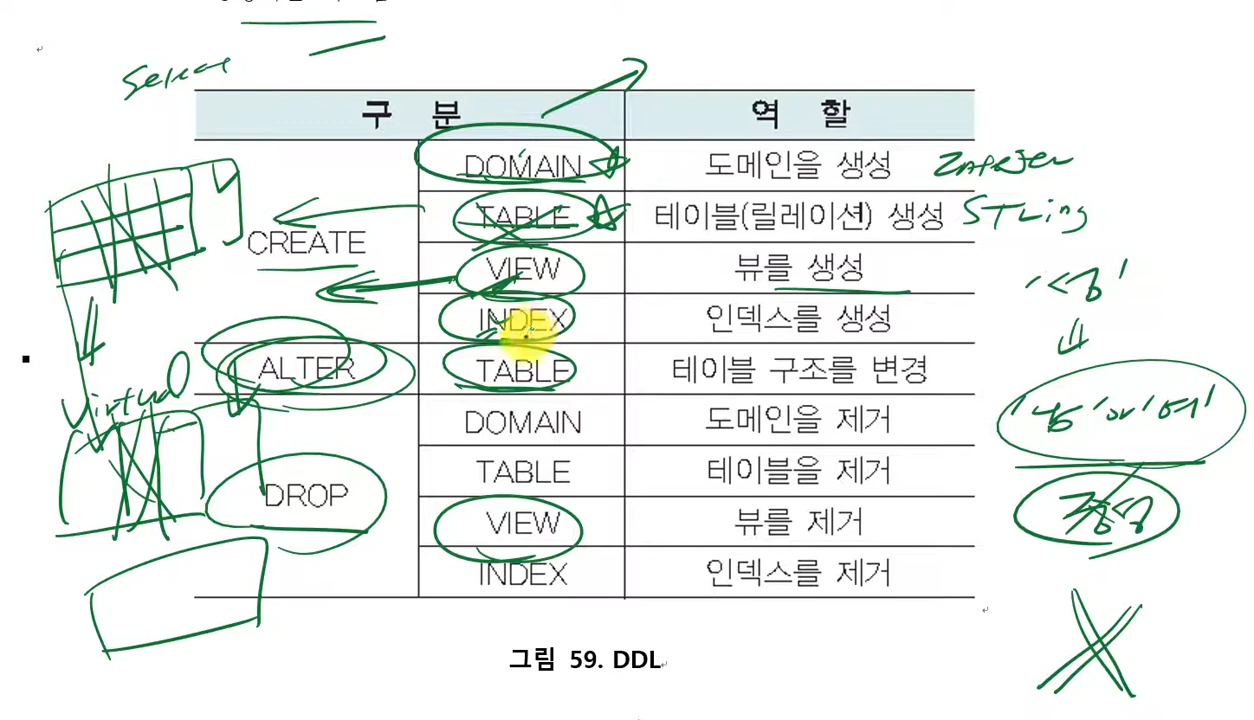 구 분 역 할
CREATE DOMAIN 도메인을 생성
TABLE 테이블(릴레이션) 생성 String
VIEW 뷰를 생성
INDEX 인덱스를 생성
ALTER TABLE 테이블 구조를 변경
Virtual
DROP DOMAIN 도메인을 제거
TABLE 테이블을 제거
VIEW 뷰를 제거
INDEX 인덱스를 제거
그림 59. DDL